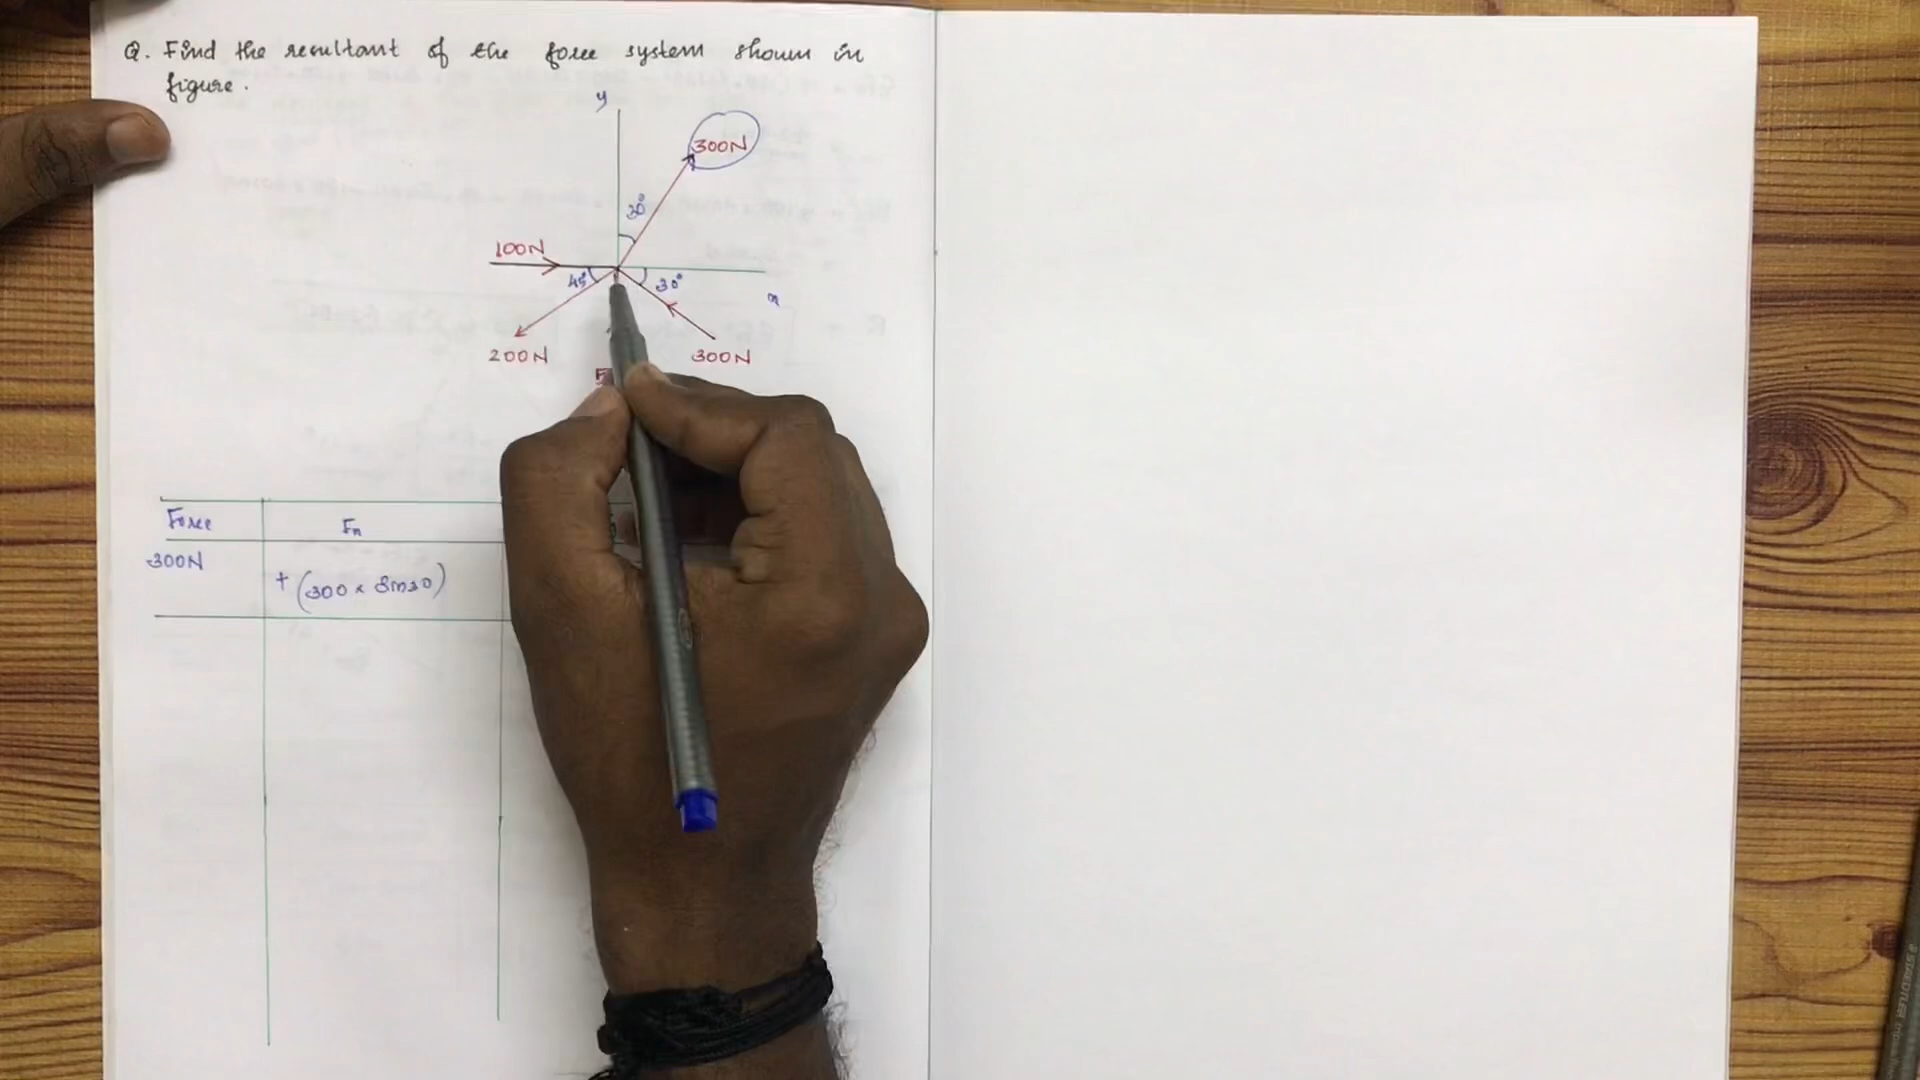 Q. Find the resultant of the force system shown in
figure.
y
300N
30°
100N
45°
30°
x
200N
300N
Force
Fx
300N
+ (300 × Sin30)
STAEDTLER